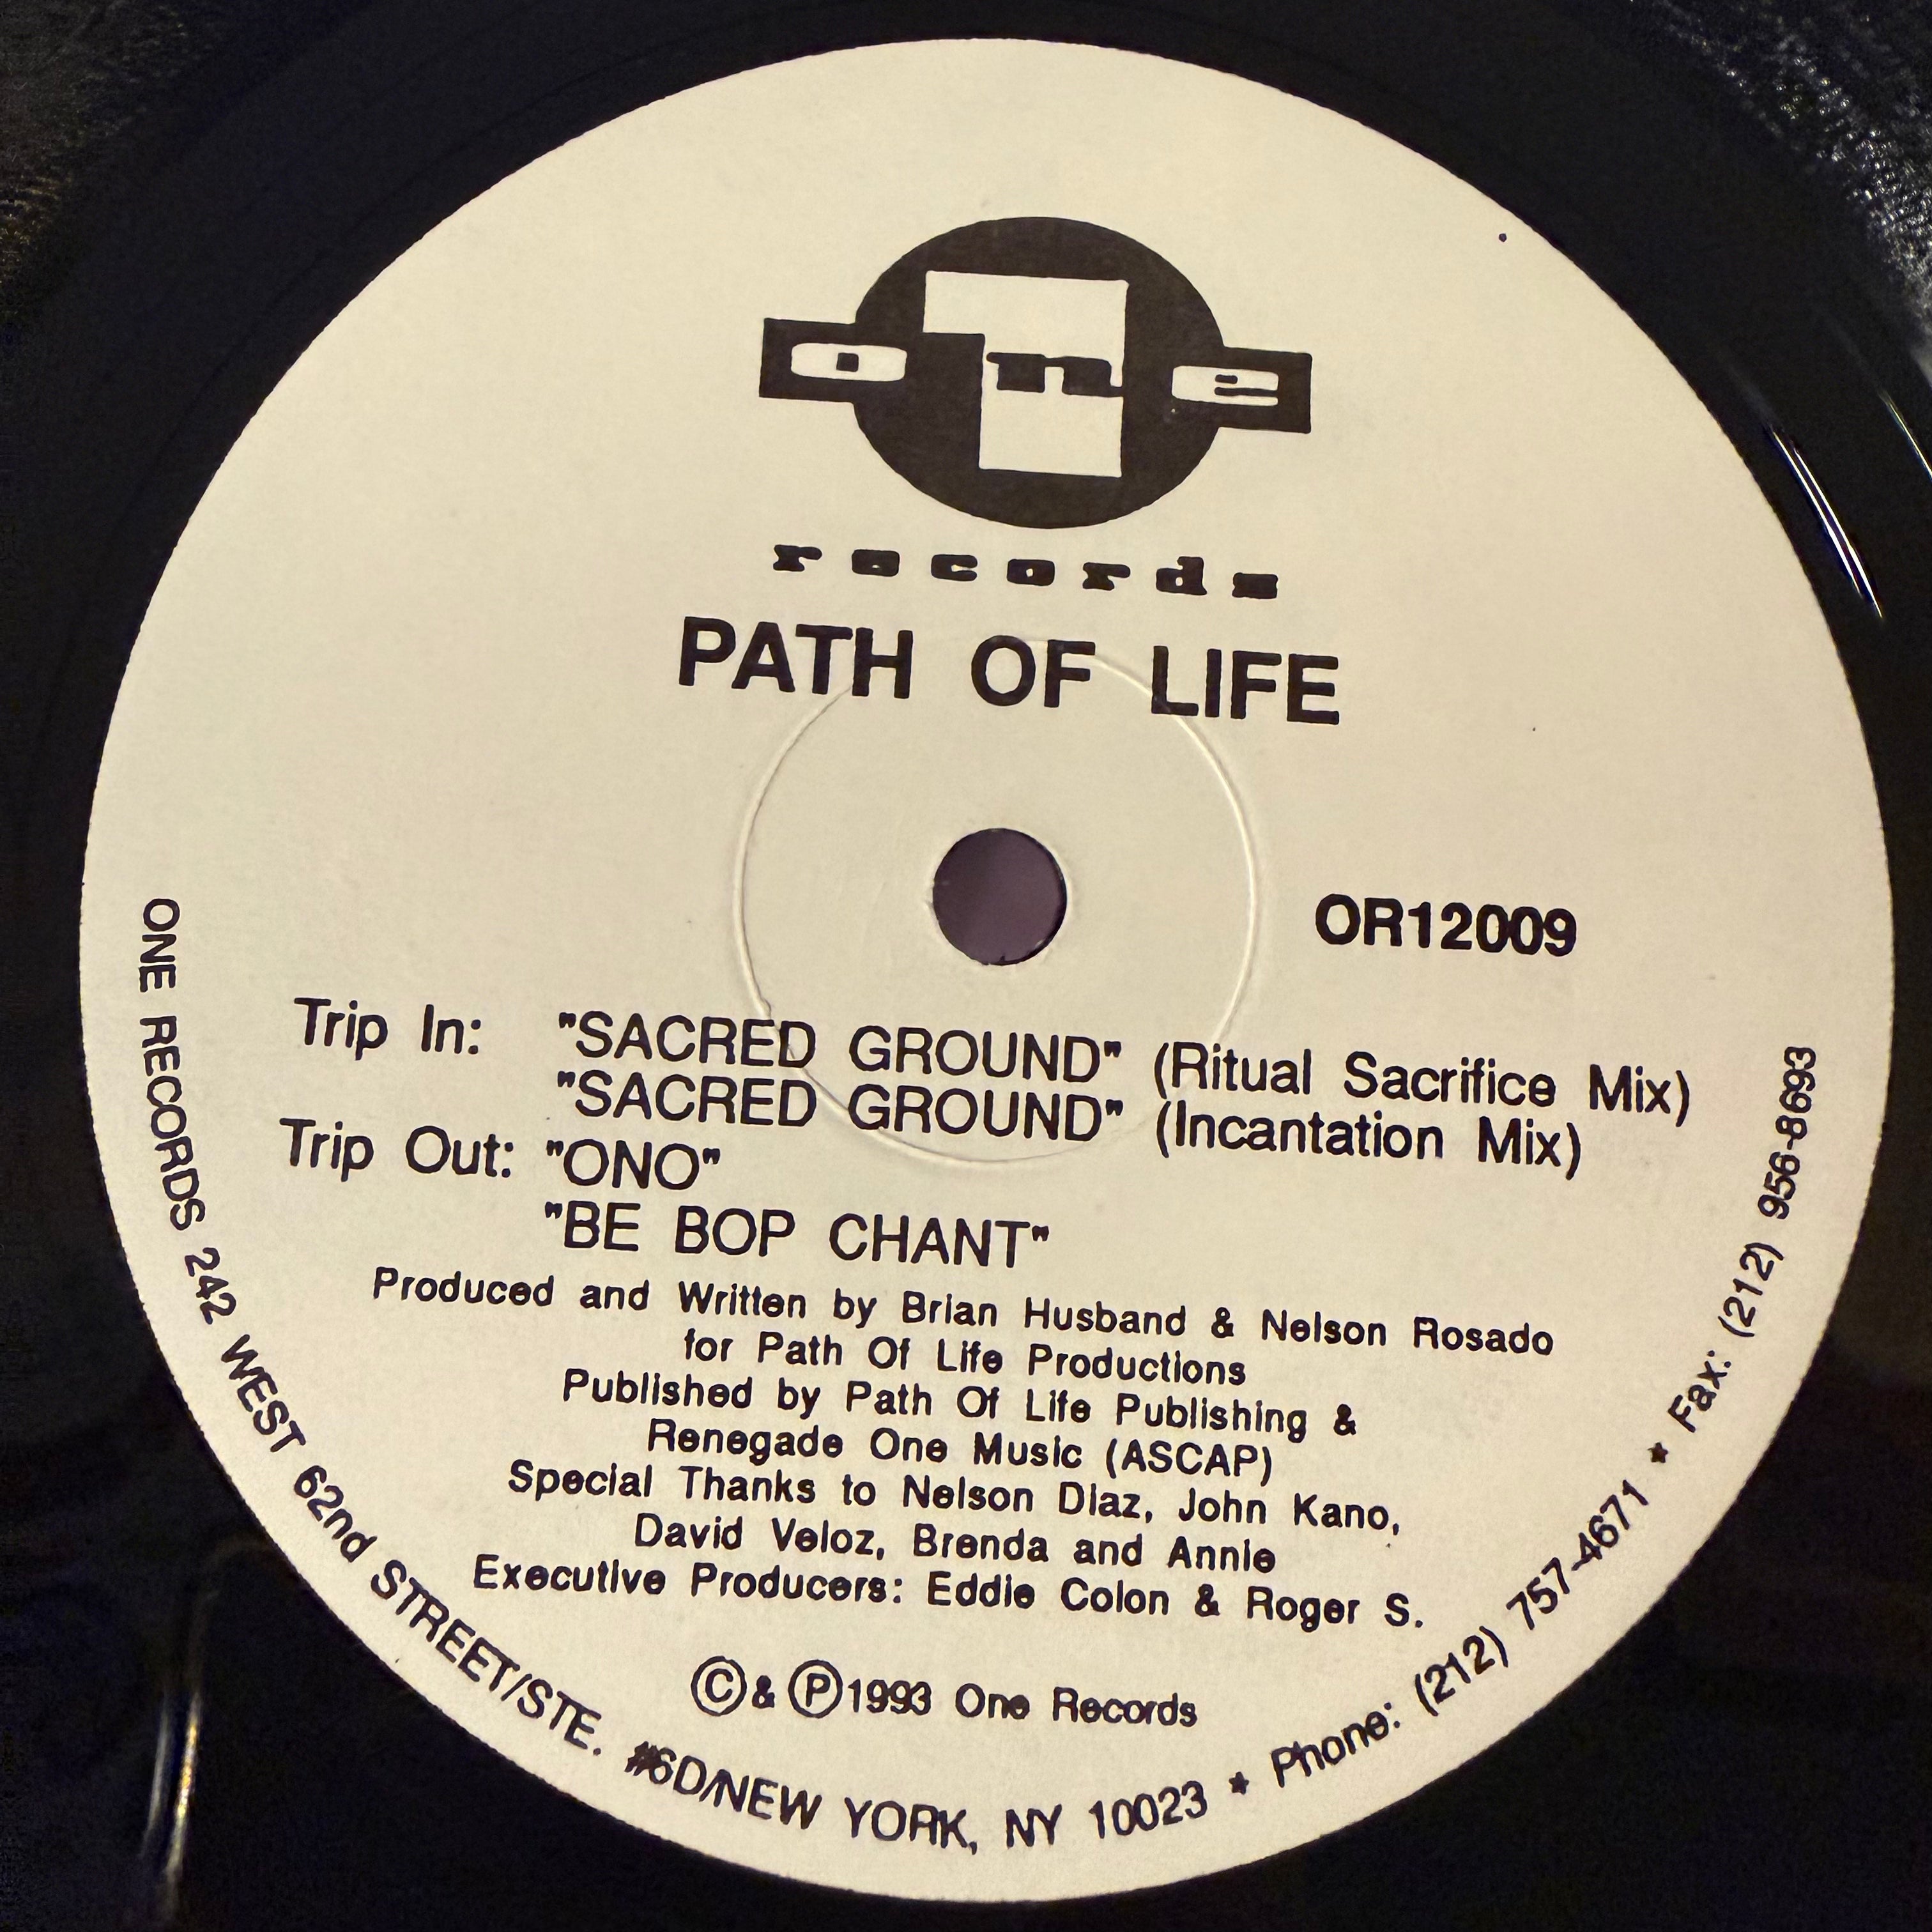 one
records
PATH OF LIFE
OR12009
Trip In: "SACRED GROUND" (Ritual Sacrifice Mix)
"SACRED GROUND" (Incantation Mix)
Trip Out: "ONO"
"BE BOP CHANT"
Produced and Written by Brian Husband & Nelson Rosado
for Path Of Life Productions
Published by Path Of Life Publishing &
Renegade One Music (ASCAP)
Special Thanks to Nelson Diaz, John Kano,
David Veloz, Brenda and Annie
Executive Producers: Eddie Colon & Roger S.
©& ℗1993 One Records
ONE RECORDS 242 WEST 62nd STREET/STE. #6D/NEW YORK, NY 10023 * Phone: (212) 757-4671 * Fax: (212) 956-8693